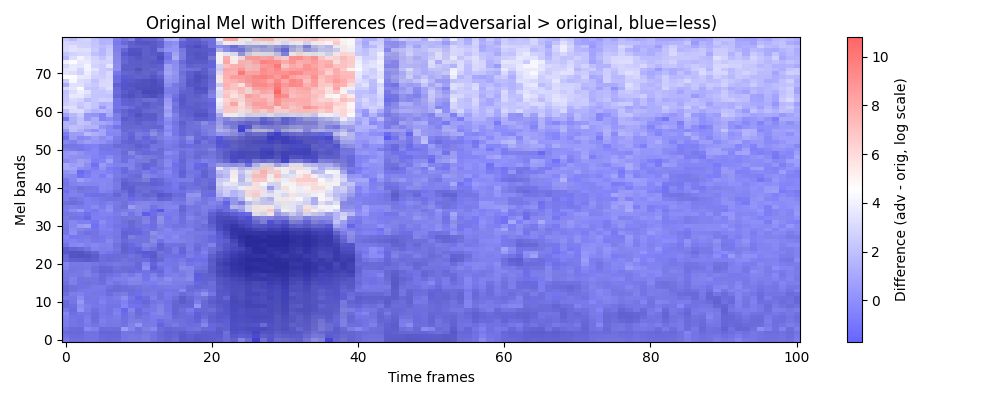 Original Mel with Differences (red=adversarial > original, blue=less)
Mel bands
70
60
50
40
30
20
10
0
0 20 40 60 80 100
Time frames
10
8
6
4
2
0
Difference (adv - orig, log scale)